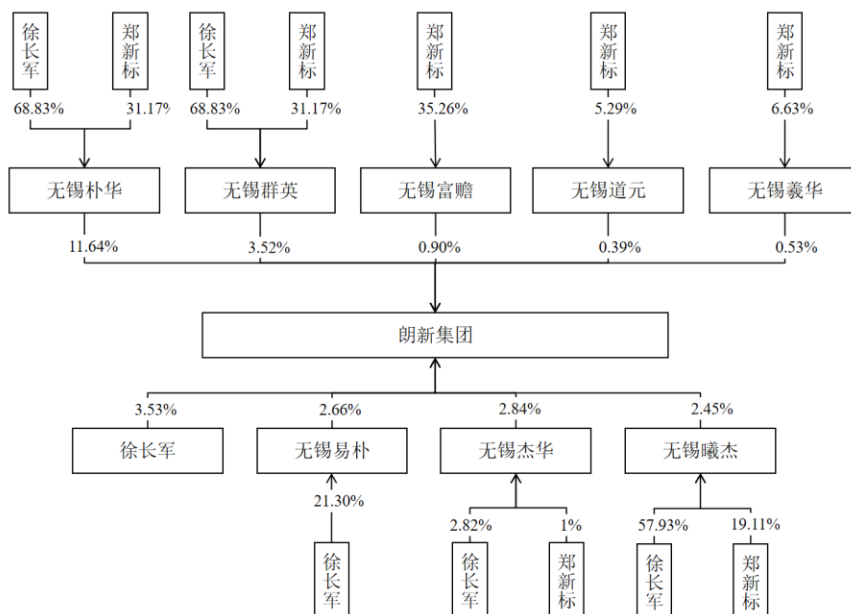 徐长军
郑新标
徐长军
郑新标
郑新标
郑新标
郑新标
68.83%
31.17%
68.83%
31.17%
35.26%
5.29%
6.63%
无锡朴华
无锡群英
无锡富赡
无锡道元
无锡羲华
11.64%
3.52%
0.90%
0.39%
0.53%
朗新集团
3.53%
2.66%
2.84%
2.45%
徐长军
无锡易朴
无锡杰华
无锡曦杰
21.30%
2.82%
1%
57.93%
19.11%
徐长军
徐长军
郑新标
徐长军
郑新标